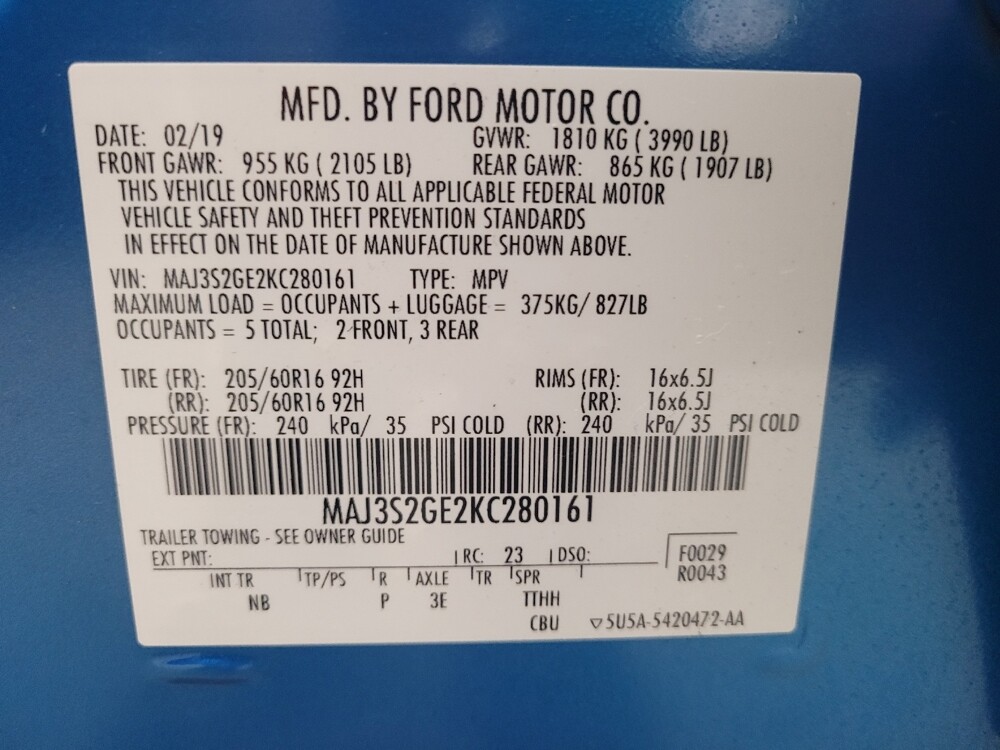 MFD. BY FORD MOTOR CO.
DATE: 02/19 GVWR: 1810 KG ( 3990 LB)
FRONT GAWR: 955 KG ( 2105 LB) REAR GAWR: 865 KG ( 1907 LB)
THIS VEHICLE CONFORMS TO ALL APPLICABLE FEDERAL MOTOR
VEHICLE SAFETY AND THEFT PREVENTION STANDARDS
IN EFFECT ON THE DATE OF MANUFACTURE SHOWN ABOVE.
VIN: MAJ3S2GE2KC280161 TYPE: MPV
MAXIMUM LOAD = OCCUPANTS + LUGGAGE = 375KG/ 827LB
OCCUPANTS = 5 TOTAL; 2 FRONT, 3 REAR
TIRE (FR): 205/60R16 92H RIMS (FR): 16x6.5J
(RR): 205/60R16 92H (RR): 16x6.5J
PRESSURE (FR): 240 kPa/ 35 PSI COLD (RR): 240 kPa/ 35 PSI COLD
MAJ3S2GE2KC280161
TRAILER TOWING - SEE OWNER GUIDE
EXT PNT: RC: 23 DSO: F0029
R0043
INT TR TP/PS R AXLE TR SPR
NB P 3E TTHH
CBU ▽5U5A-5420472-AA